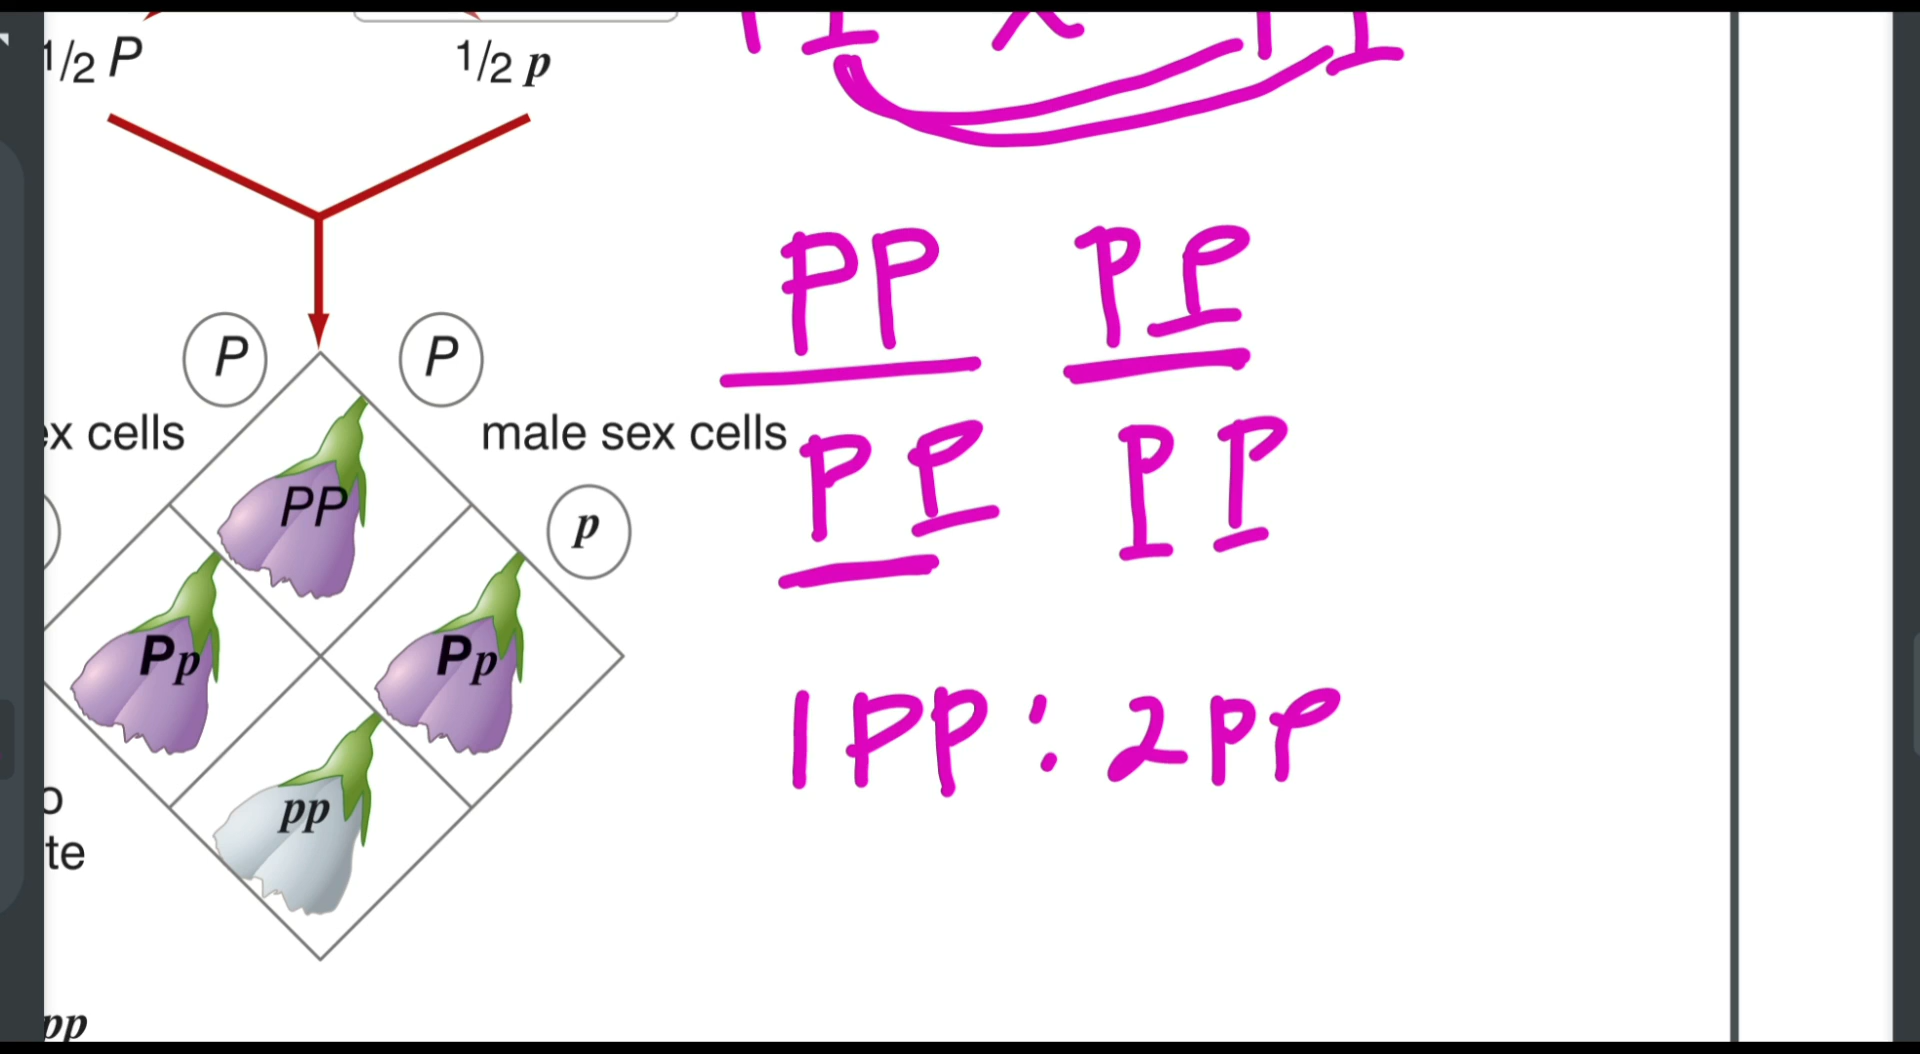 1/2 P 1/2 p
P P
x cells male sex cells
PP
p
Pp Pp
pp
te
pp
PP Pp
Pp pp
1PP : 2Pp